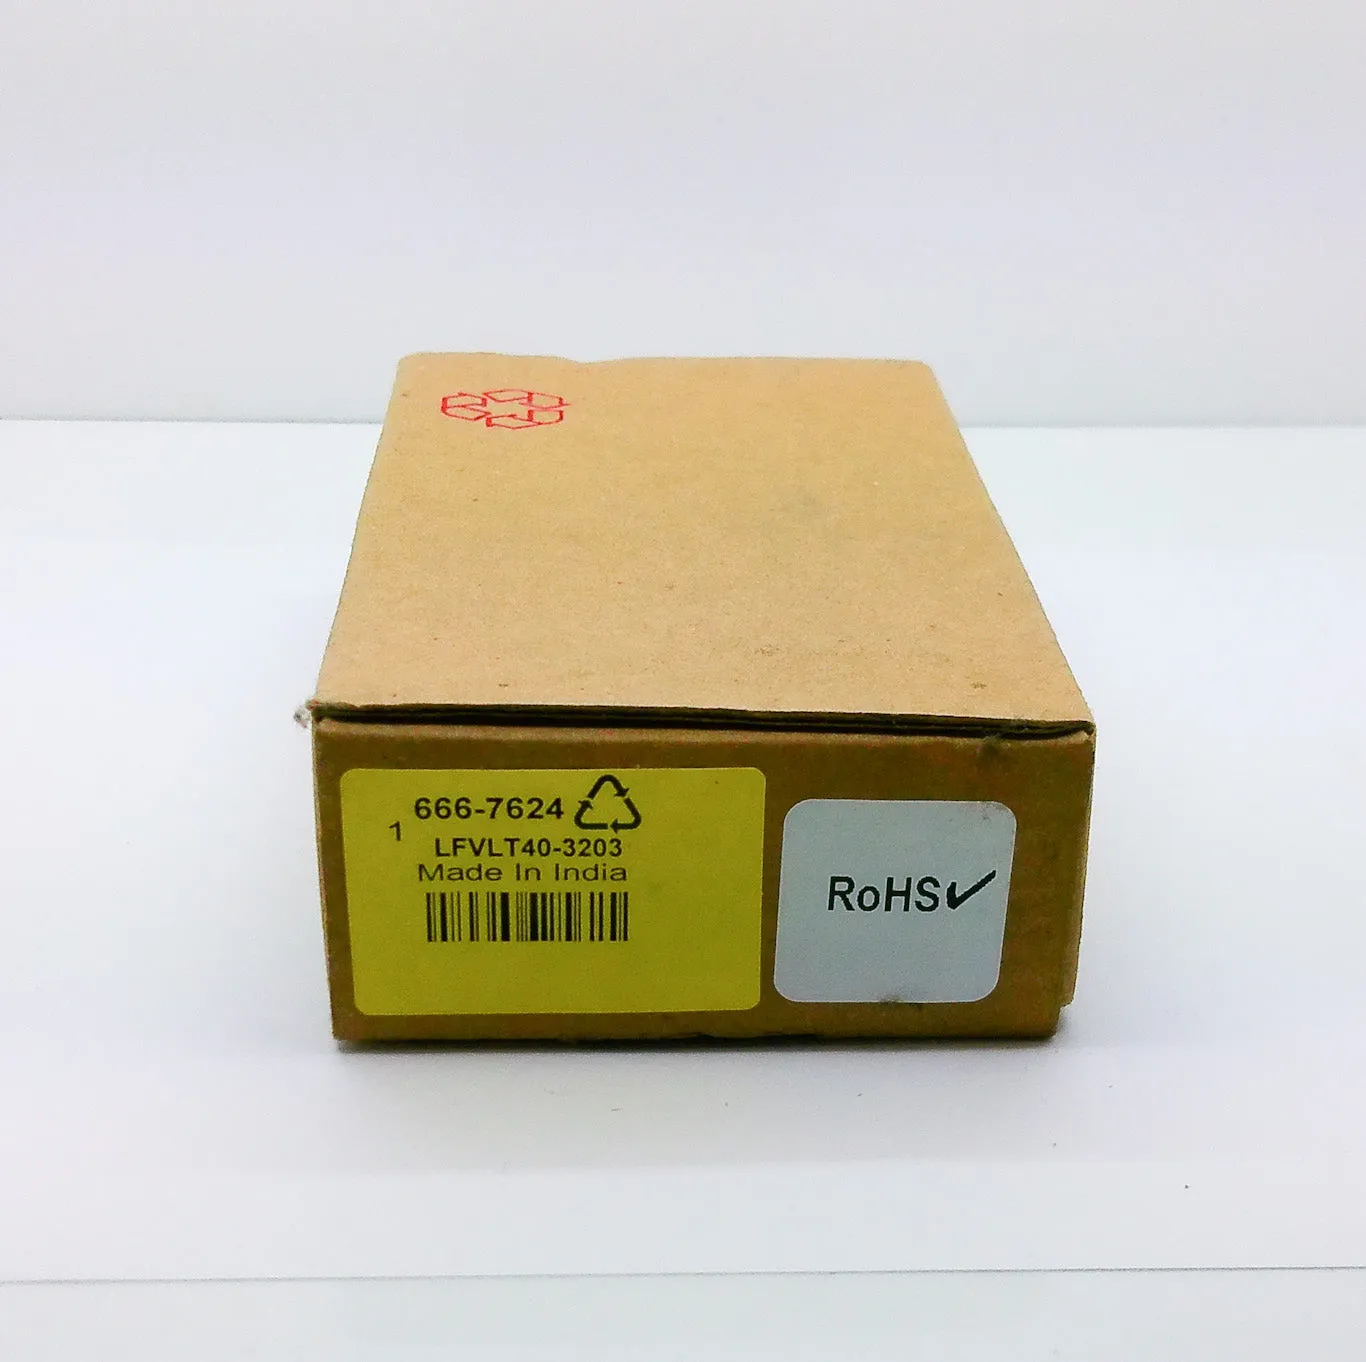 666-7624
1
LFVLT40-3203
Made In India
RoHS✓